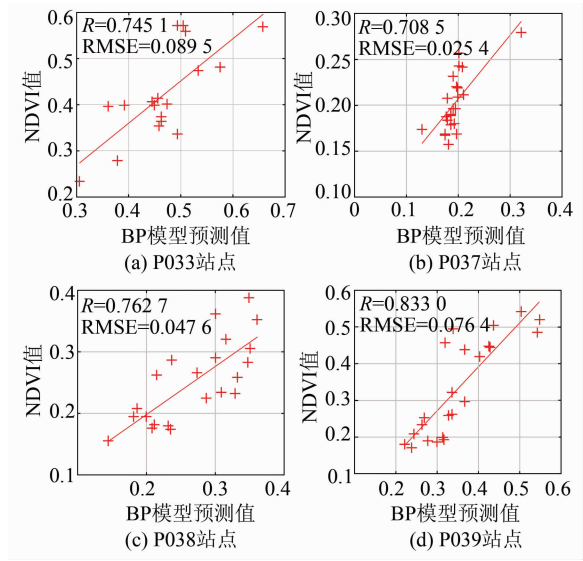 R=0.745 1
RMSE=0.089 5
NDVI值
0.6
0.5
0.4
0.3
0.2
0.3
0.4
0.5
0.6
0.7
BP模型预测值
(a) P033站点
R=0.708 5
RMSE=0.025 4
NDVI值
0.30
0.25
0.20
0.15
0.10
0
0.1
0.2
0.3
0.4
BP模型预测值
(b) P037站点
R=0.762 7
RMSE=0.047 6
NDVI值
0.4
0.3
0.2
0.1
0.2
0.3
0.4
BP模型预测值
(c) P038站点
R=0.833 0
RMSE=0.076 4
NDVI值
0.6
0.5
0.4
0.3
0.2
0.1
0.1
0.2
0.3
0.4
0.5
0.6
BP模型预测值
(d) P039站点